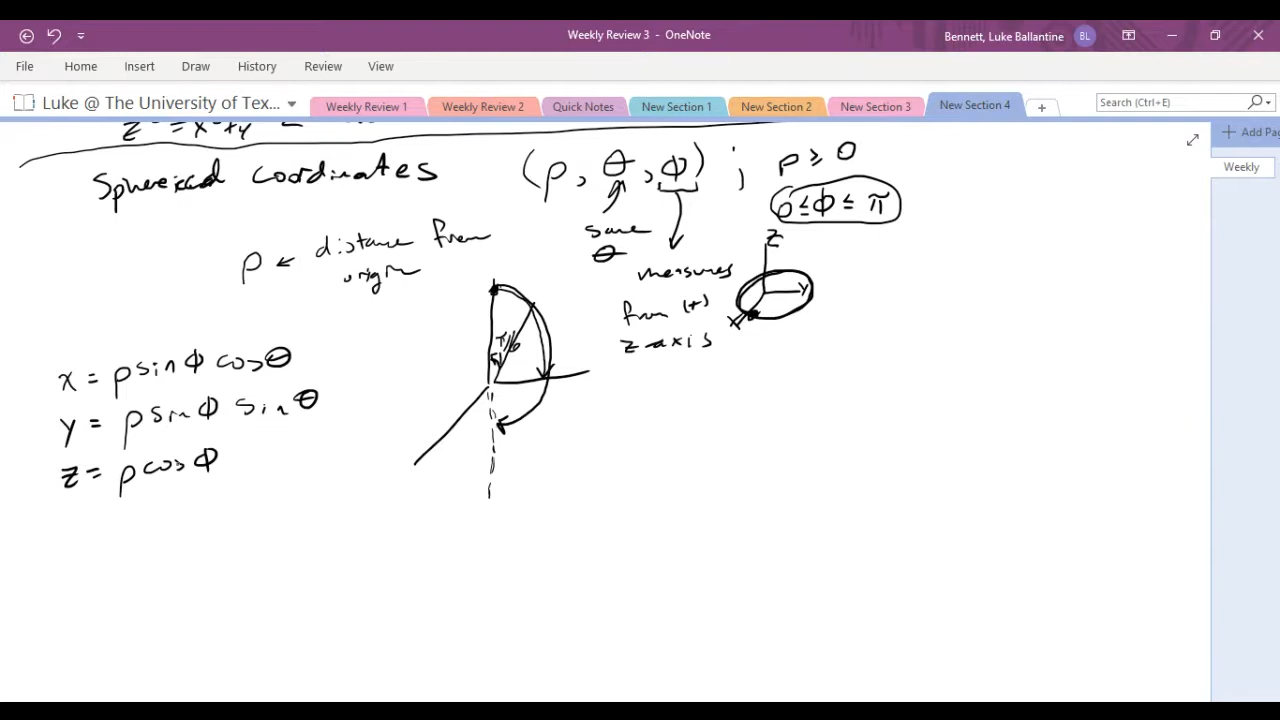 Weekly Review 3 - OneNote
Bennett, Luke Ballantine
BL
File Home Insert Draw History Review View
Luke @ The University of Tex...
Weekly Review 1 Weekly Review 2 Quick Notes New Section 1 New Section 2 New Section 3 New Section 4
Search (Ctrl+E)
Add Pag
Weekly
Spherical coordinates (ρ, θ, ϕ) ; ρ ≥ 0
0 ≤ ϕ ≤ π
ρ ← distance from
origin
same
θ
measures
from (+)
z-axis
z
y
x
π/6
x = ρ sin ϕ cos θ
y = ρ sin ϕ sin θ
z = ρ cos ϕ